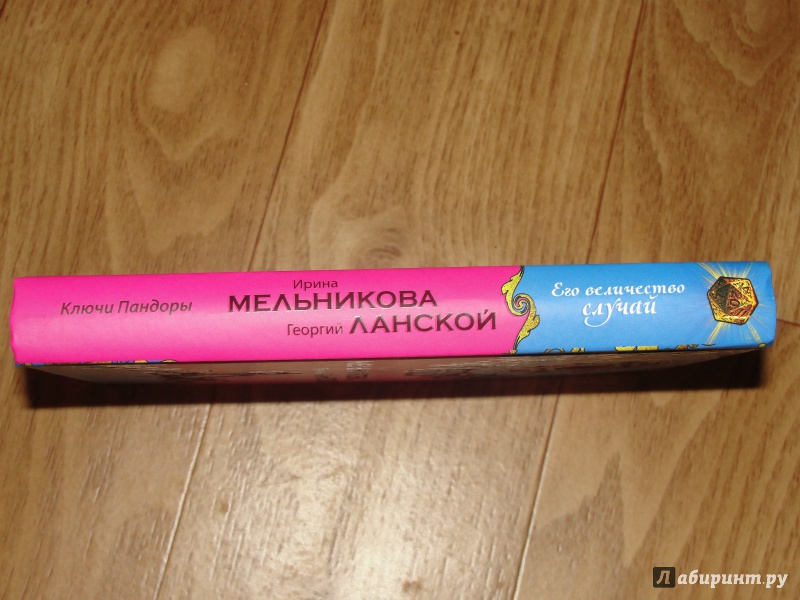 Ключи Пандоры
Ирина
МЕЛЬНИКОВА
Георгий ЛАНСКОЙ
Его величество
случай
Лабиринт.ру